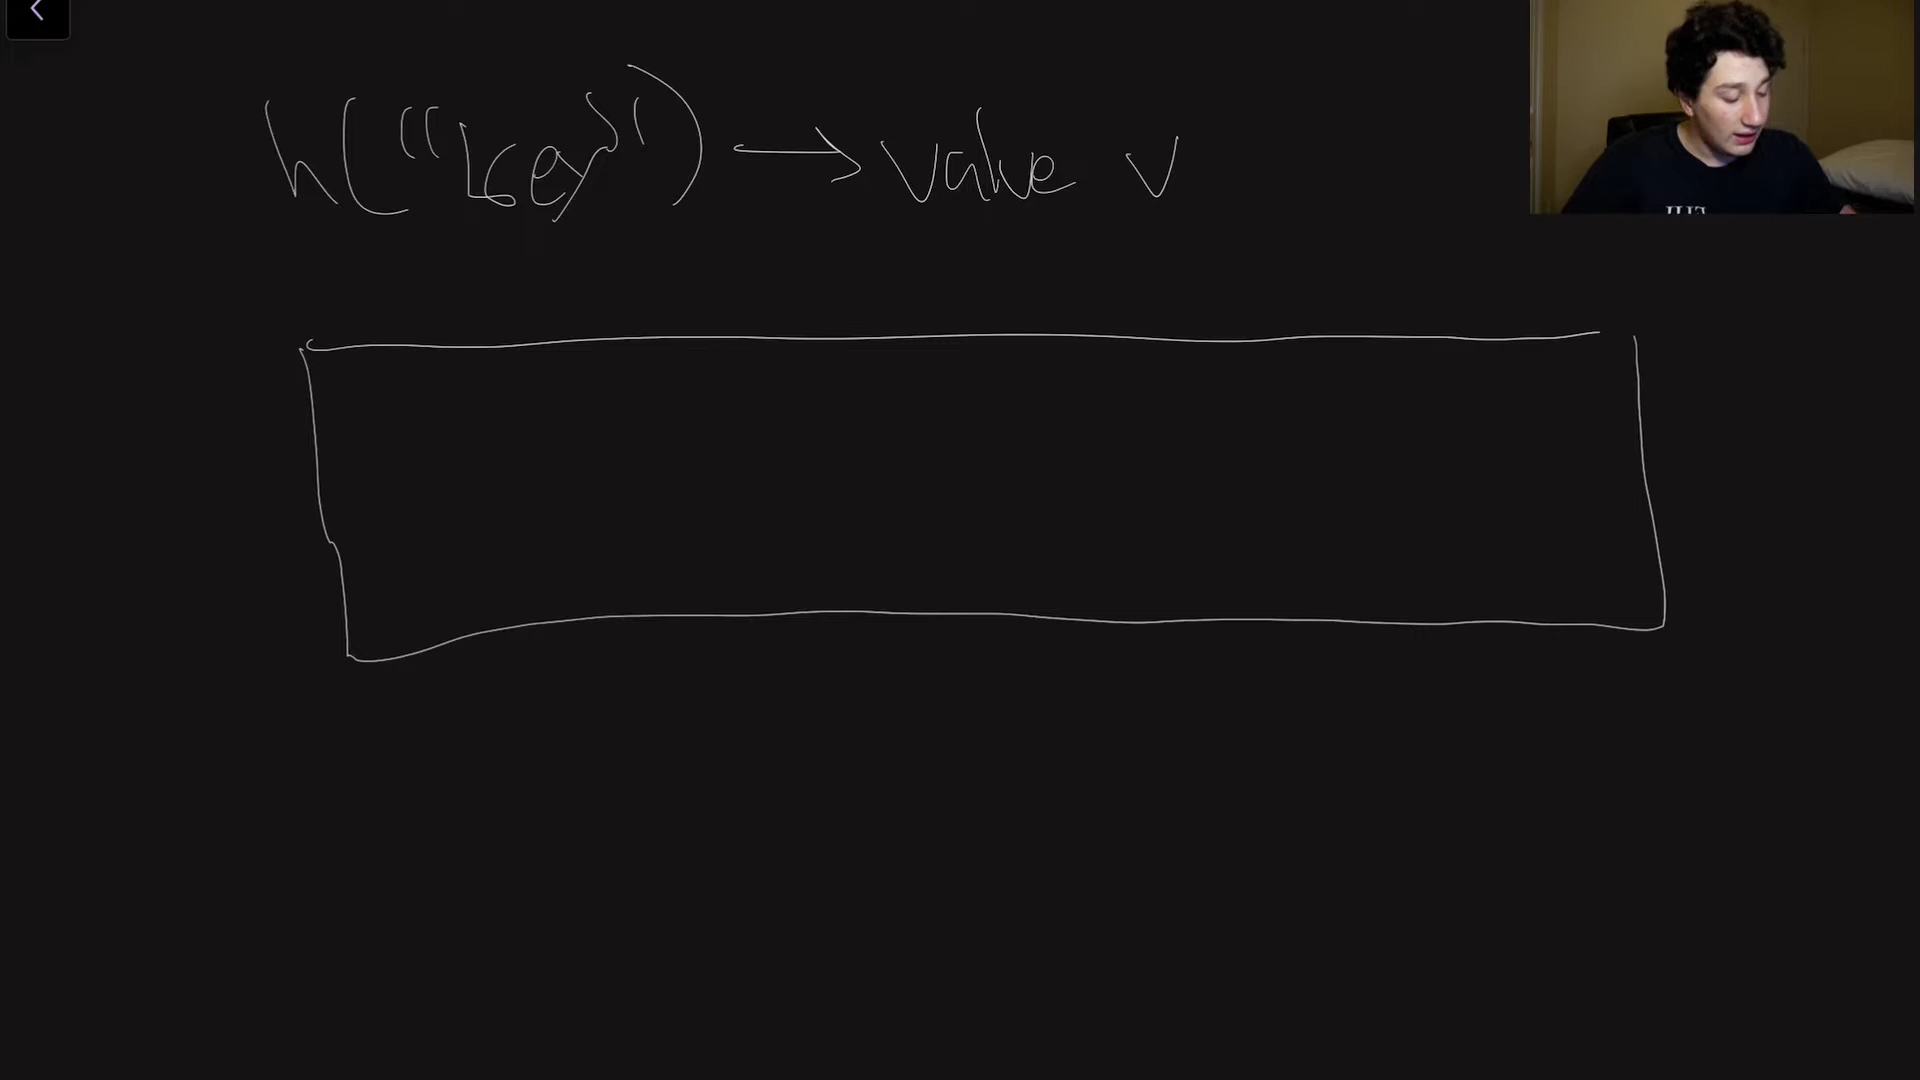 h("key") → value v